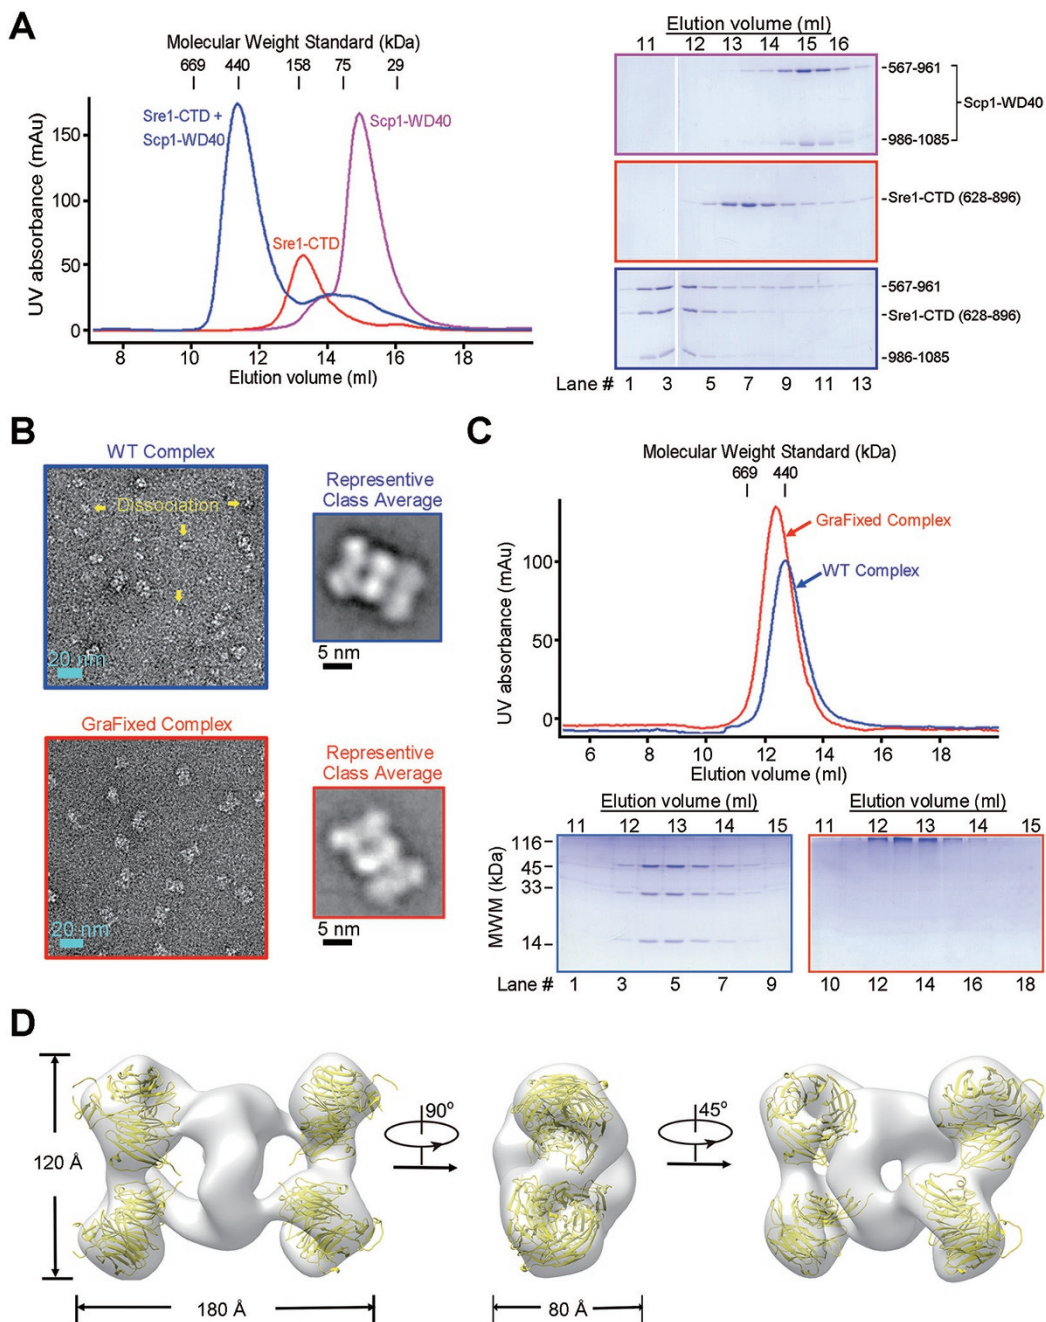 A
Molecular Weight Standard (kDa)
669 440 158 75 29
Sre1-CTD +
Scp1-WD40
Scp1-WD40
Sre1-CTD
UV absorbance (mAu)
150
100
50
0
8 10 12 14 16 18
Elution volume (ml)
Elution volume (ml)
11 12 13 14 15 16
-567-961
Scp1-WD40
-986-1085
-Sre1-CTD (628-896)
-567-961
-Sre1-CTD (628-896)
-986-1085
Lane # 1 3 5 7 9 11 13
B
WT Complex
Dissociation
20 nm
Representive
Class Average
5 nm
GraFixed Complex
20 nm
Representive
Class Average
5 nm
C
Molecular Weight Standard (kDa)
669 440
GraFixed Complex
WT Complex
UV absorbance (mAu)
100
50
0
6 8 10 12 14 16 18
Elution volume (ml)
Elution volume (ml)
11 12 13 14 15
MWM (kDa)
116
45
33
14
Lane # 1 3 5 7 9
Elution volume (ml)
11 12 13 14 15
10 12 14 16 18
D
120 Å
180 Å
90º
80 Å
45º